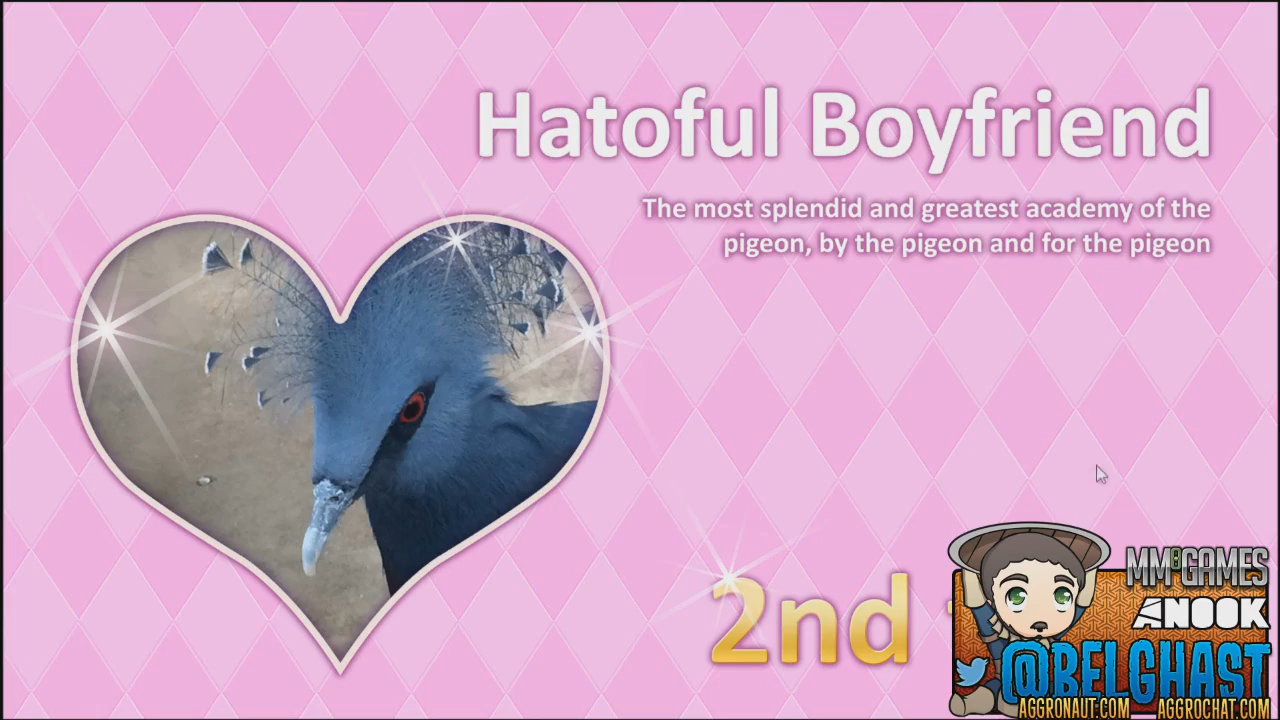 Hatoful Boyfriend
The most splendid and greatest academy of the
pigeon, by the pigeon and for the pigeon
2nd
MM8GAMES
ANOOK
@BELGHAST
AGGRONAUT.COM AGGROCHAT.COM